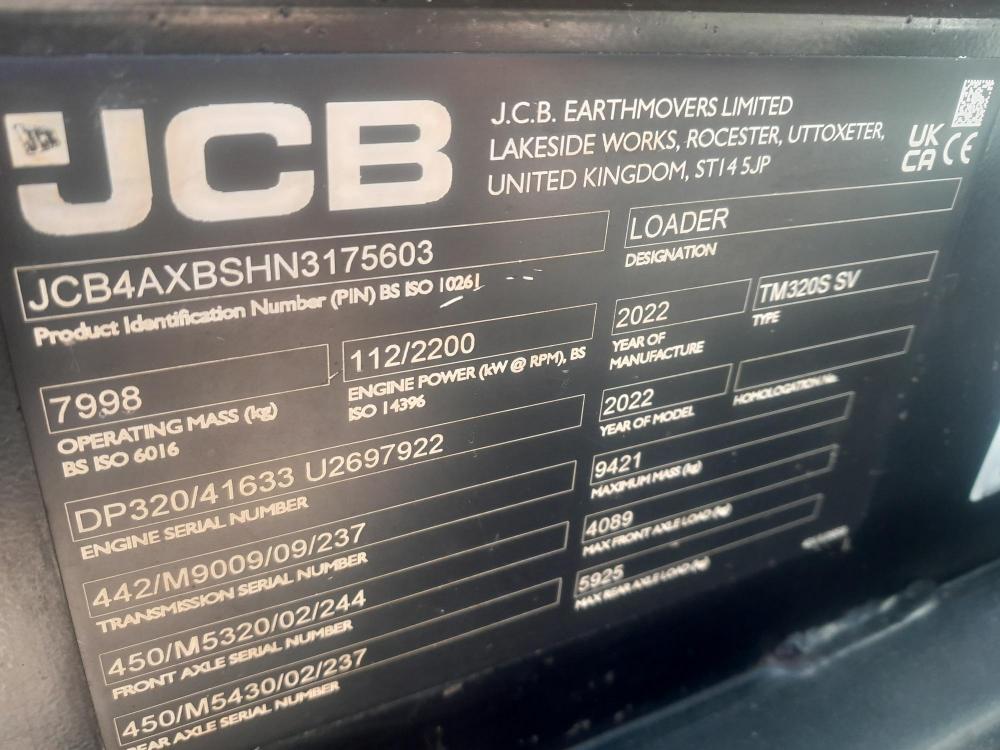 JCB
J.C.B. EARTHMOVERS LIMITED
LAKESIDE WORKS, ROCESTER, UTTOXETER,
UNITED KINGDOM, ST14 5JP
UK
CA CE
JCB4AXBSHN3175603
Product Identification Number (PIN) BS ISO 10261
LOADER
DESIGNATION
7998
OPERATING MASS (kg)
BS ISO 6016
112/2200
ENGINE POWER (kW @ RPM), BS
ISO 14396
2022
YEAR OF
MANUFACTURE
TM320S SV
TYPE
2022
YEAR OF MODEL
HOMOLOGATION No.
DP320/41633 U2697922
ENGINE SERIAL NUMBER
9421
MAXIMUM MASS (kg)
442/M9009/09/237
TRANSMISSION SERIAL NUMBER
4089
MAX FRONT AXLE LOAD (kg)
450/M5320/02/244
FRONT AXLE SERIAL NUMBER
5925
MAX REAR AXLE LOAD (kg)
450/M5430/02/237
REAR AXLE SERIAL NUMBER